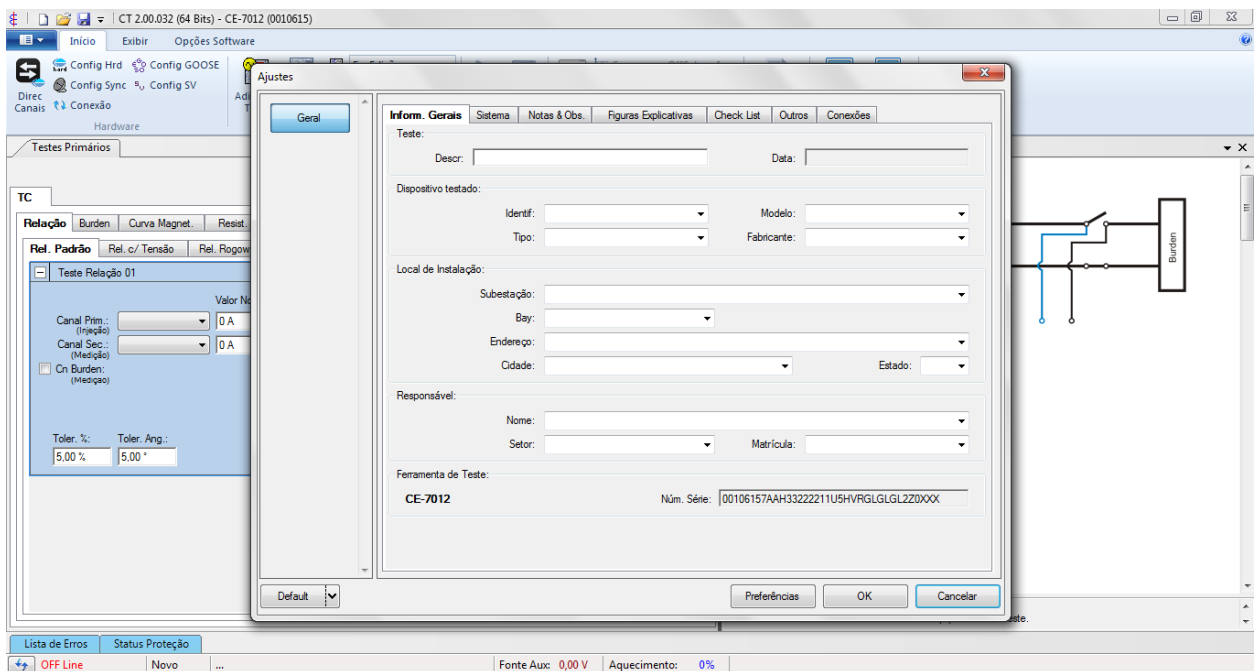 CT 2.00.032 (64 Bits) - CE-7012 (0010615)
Início Exibir Opções Software
Config Hrd Config GOOSE
Config Sync Config SV
Direc Canais Conexão
Hardware
Testes Primários
TC
Relação Burden Curva Magnet. Resist.
Rel. Padrão Rel. c/ Tensão Rel. Rogow
Teste Relação 01
Canal Prim.: 0 A
(Injeção)
Canal Sec.: 0 A
(Medição)
Cn Burden:
(Medição)
Toler. %: Toler. Ang.:
5,00 % 5,00 °
Ajustes
Geral
Inform. Gerais Sistema Notas & Obs. Figuras Explicativas Check List Outros Conexões
Teste:
Descr: Data:
Dispositivo testado:
Identif: Modelo:
Tipo: Fabricante:
Local de Instalação:
Subestação:
Bay:
Endereço:
Cidade: Estado:
Responsável:
Nome:
Setor: Matrícula:
Ferramenta de Teste:
CE-7012 Núm. Série: 00106157AAH33222211U5HVRGLGLGL2Z0XXX
Default Preferências OK Cancelar
Burden
Lista de Erros Status Proteção
OFF Line Novo ... Fonte Aux: 0,00 V Aquecimento: 0%